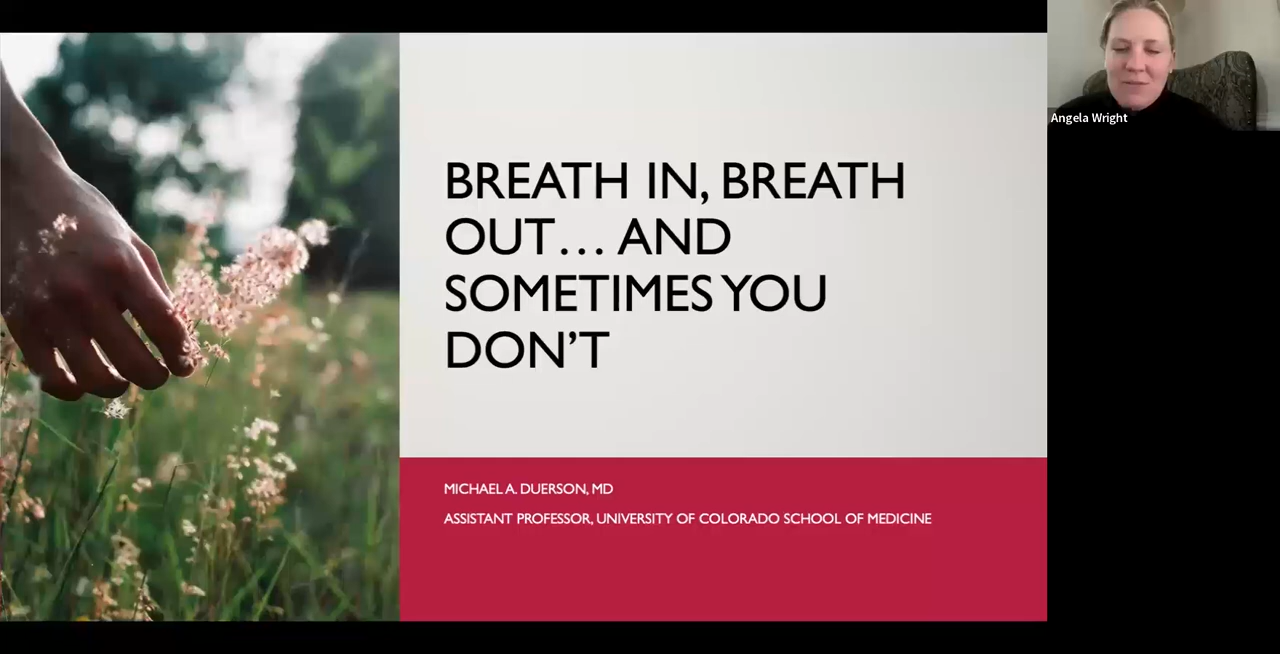 BREATH IN, BREATH
OUT… AND
SOMETIMES YOU
DON’T
MICHAEL A. DUERSON, MD
ASSISTANT PROFESSOR, UNIVERSITY OF COLORADO SCHOOL OF MEDICINE
Angela Wright